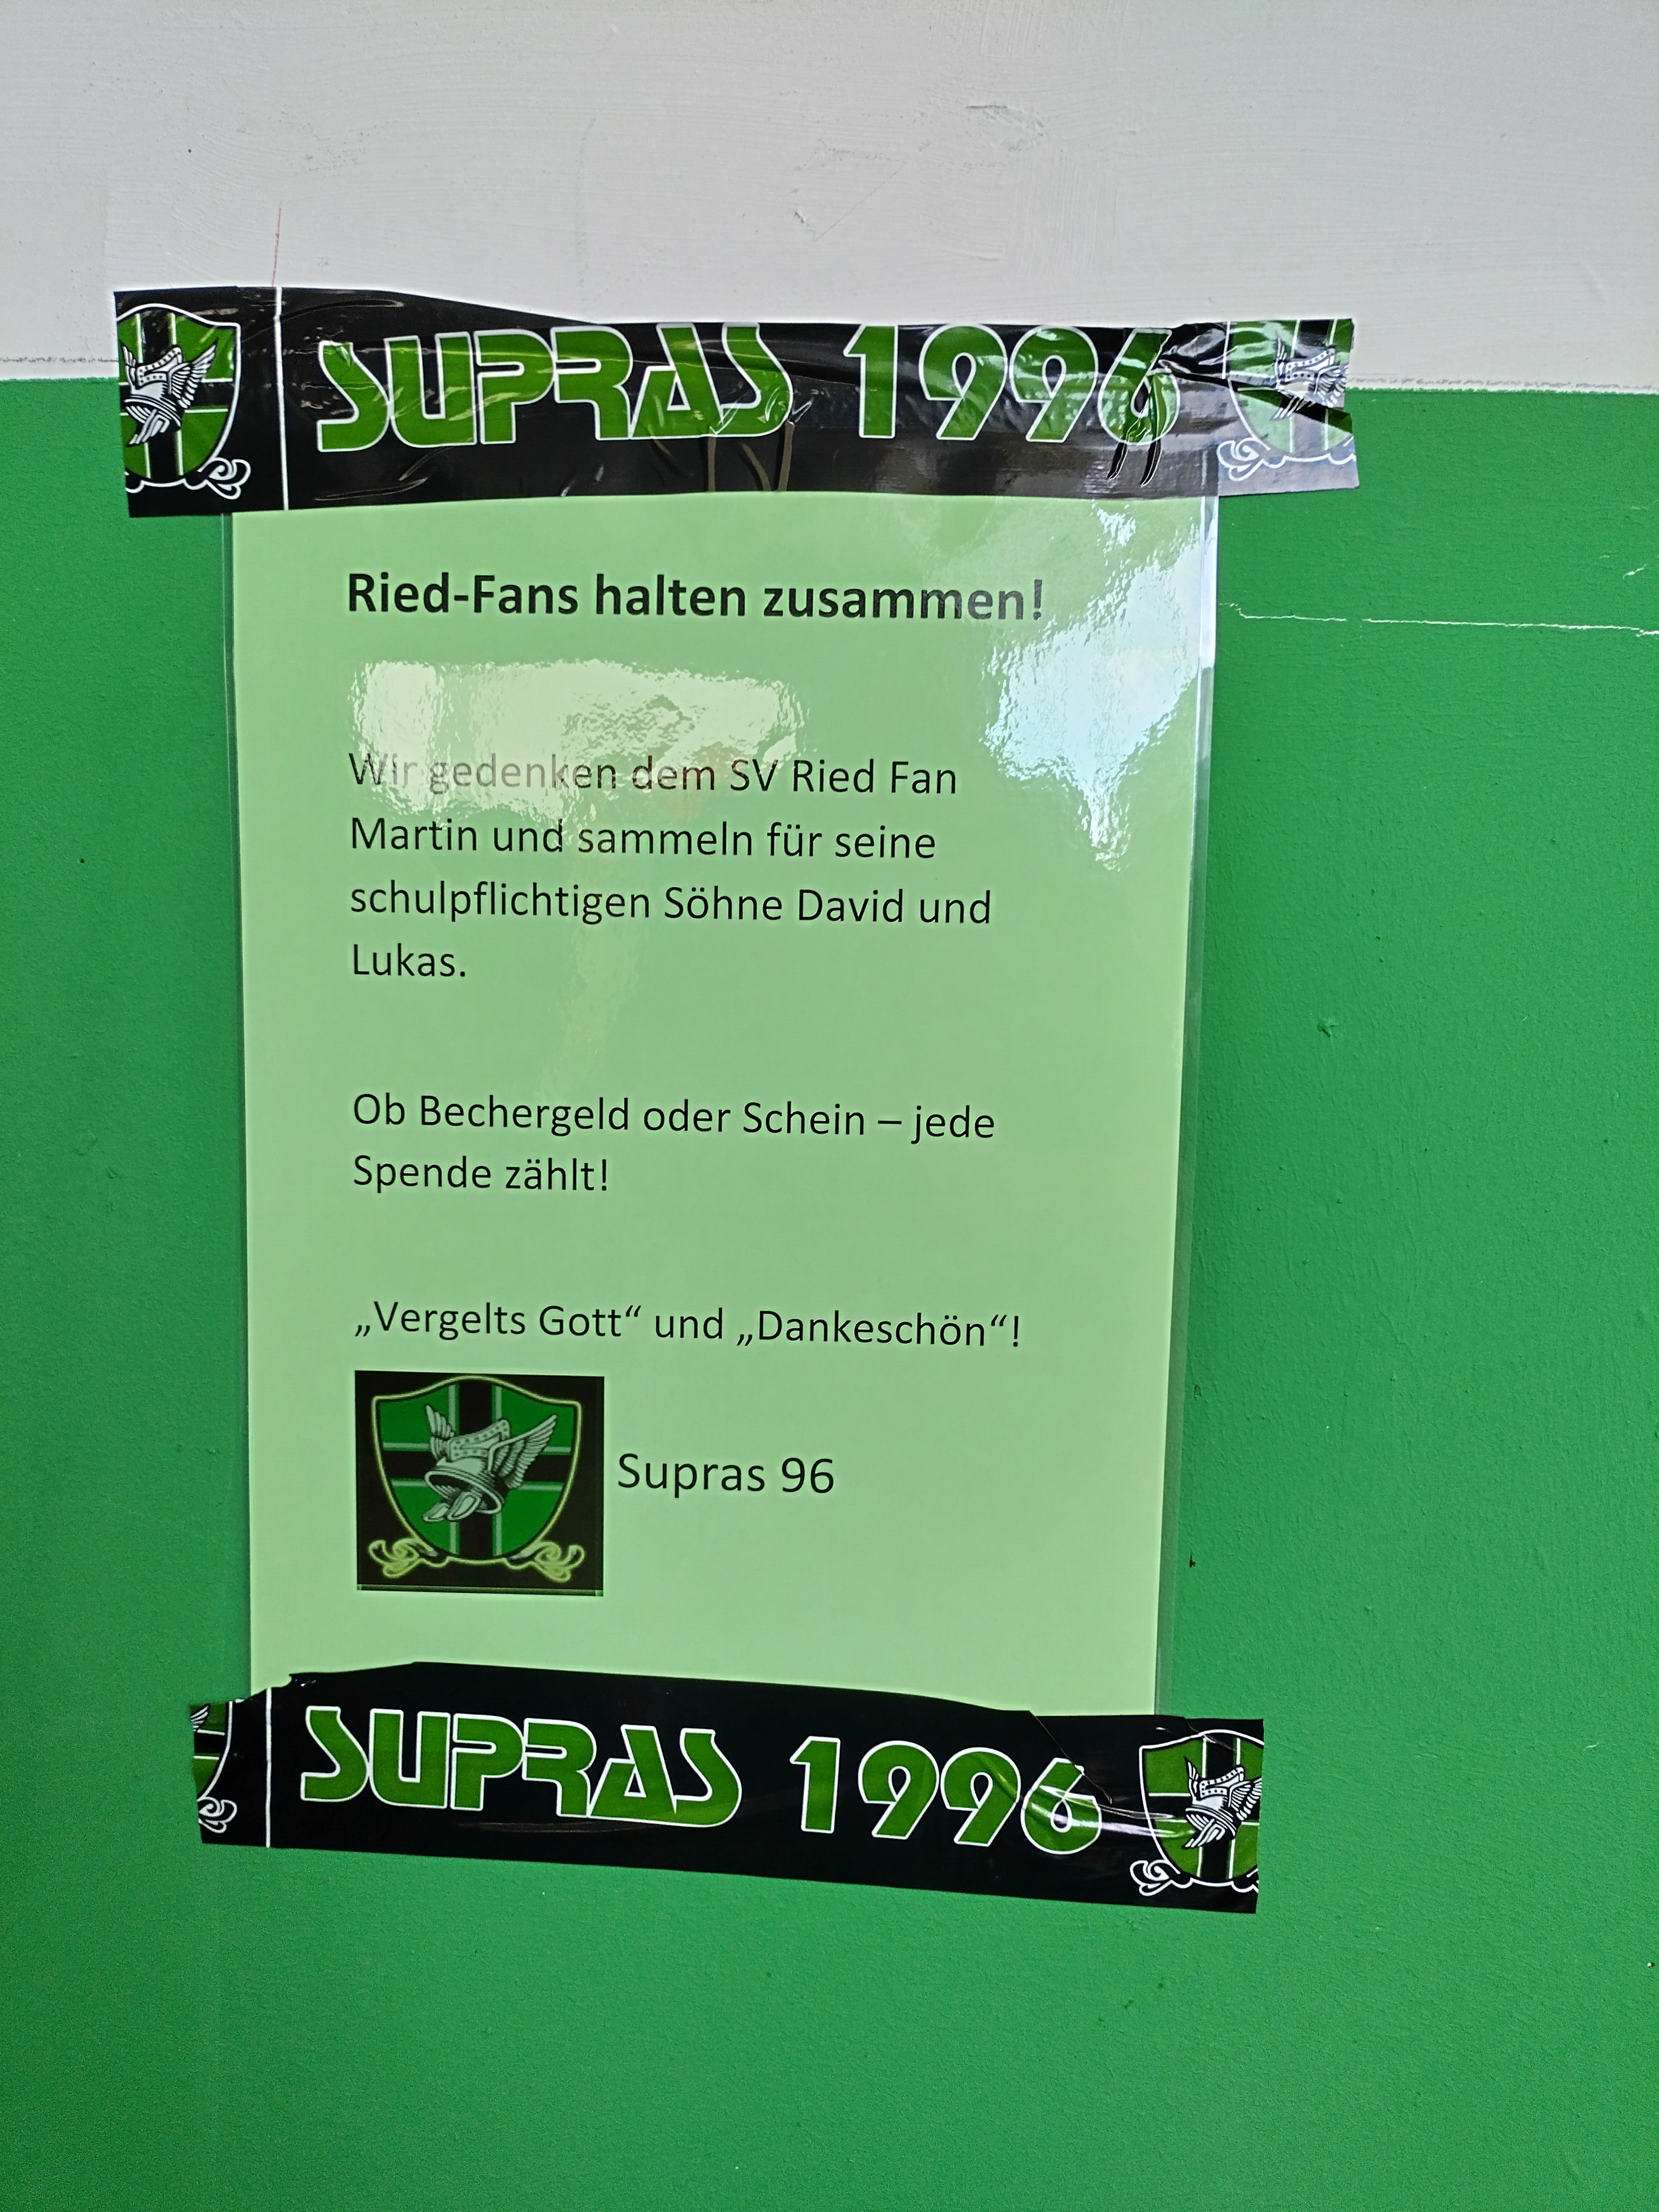 SUPRAS 1996
Ried-Fans halten zusammen!
Wir gedenken dem SV Ried Fan
Martin und sammeln für seine
schulpflichtigen Söhne David und
Lukas.
Ob Bechergeld oder Schein – jede
Spende zählt!
„Vergelts Gott“ und „Dankeschön“!
Supras 96
SUPRAS 1996